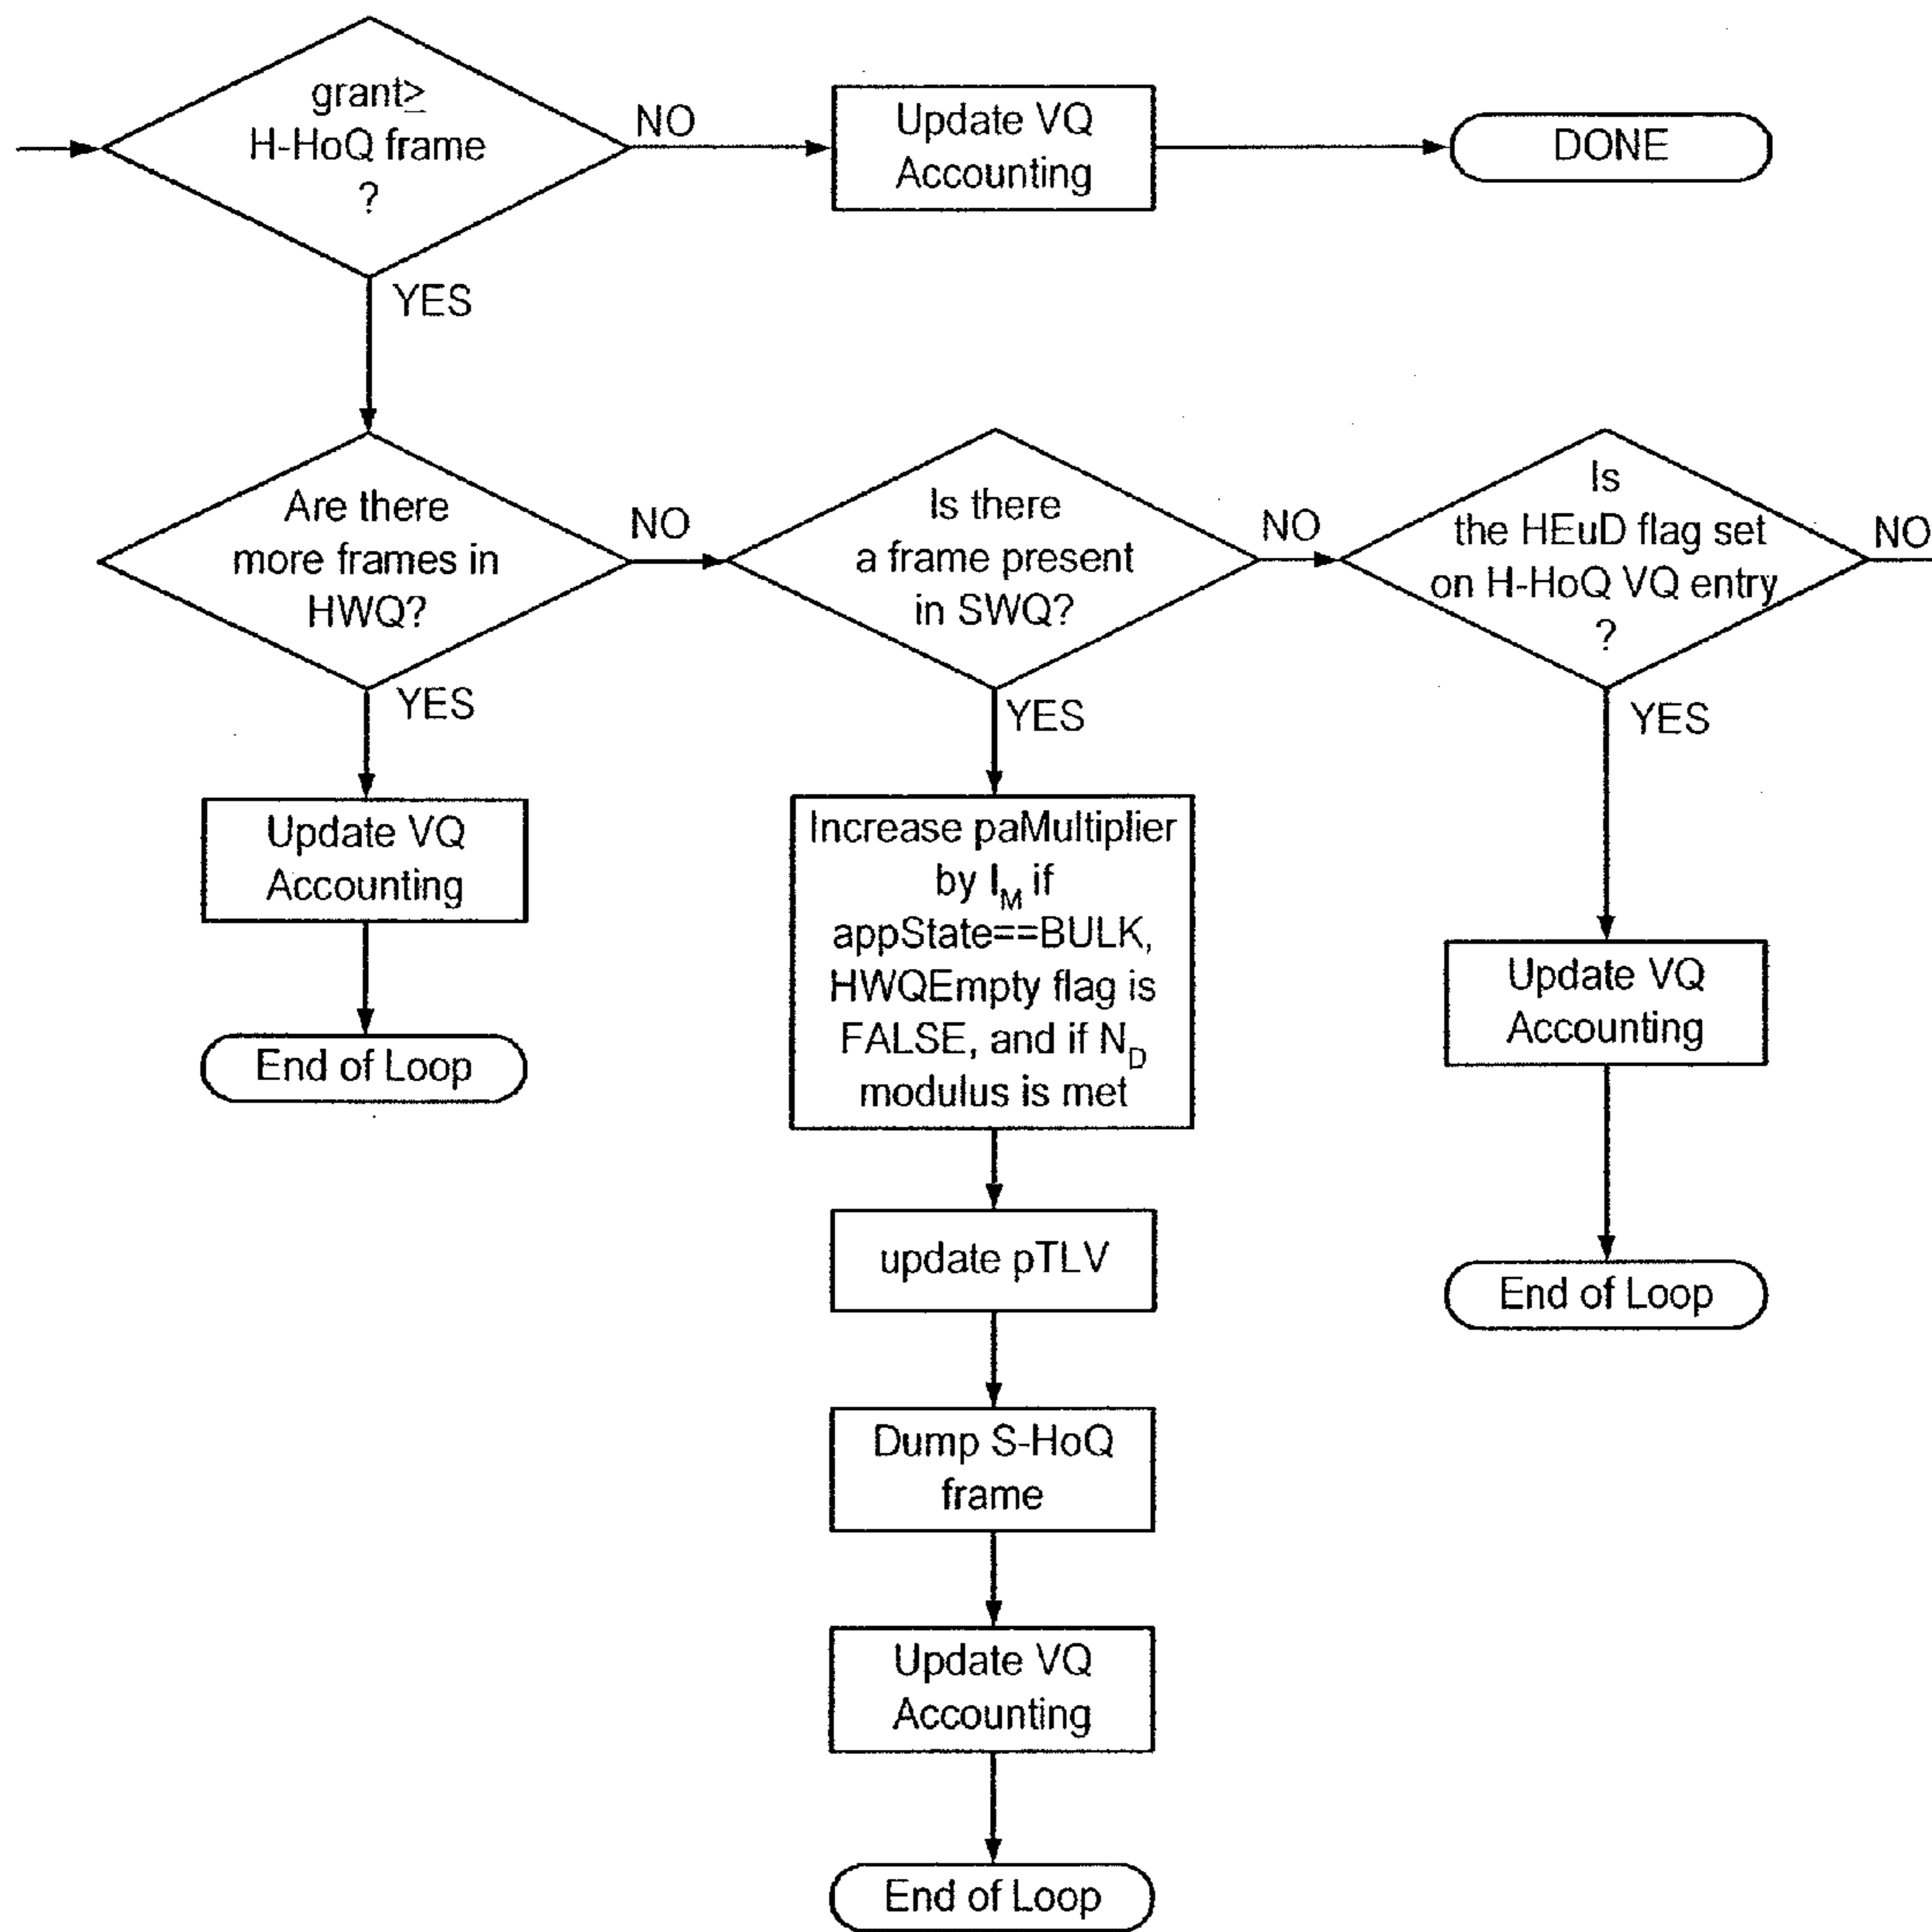 grant≥
H-HoQ frame
?
NO
Update VQ
Accounting
DONE
YES
Are there
more frames in
HWQ?
NO
Is there
a frame present
in SWQ?
NO
Is
the HEuD flag set
on H-HoQ VQ entry
?
NO
YES
Update VQ
Accounting
End of Loop
YES
Increase paMultiplier
by I_M if
appState==BULK,
HWQEmpty flag is
FALSE, and if N_D
modulus is met
update pTLV
Dump S-HoQ
frame
Update VQ
Accounting
End of Loop
YES
Update VQ
Accounting
End of Loop